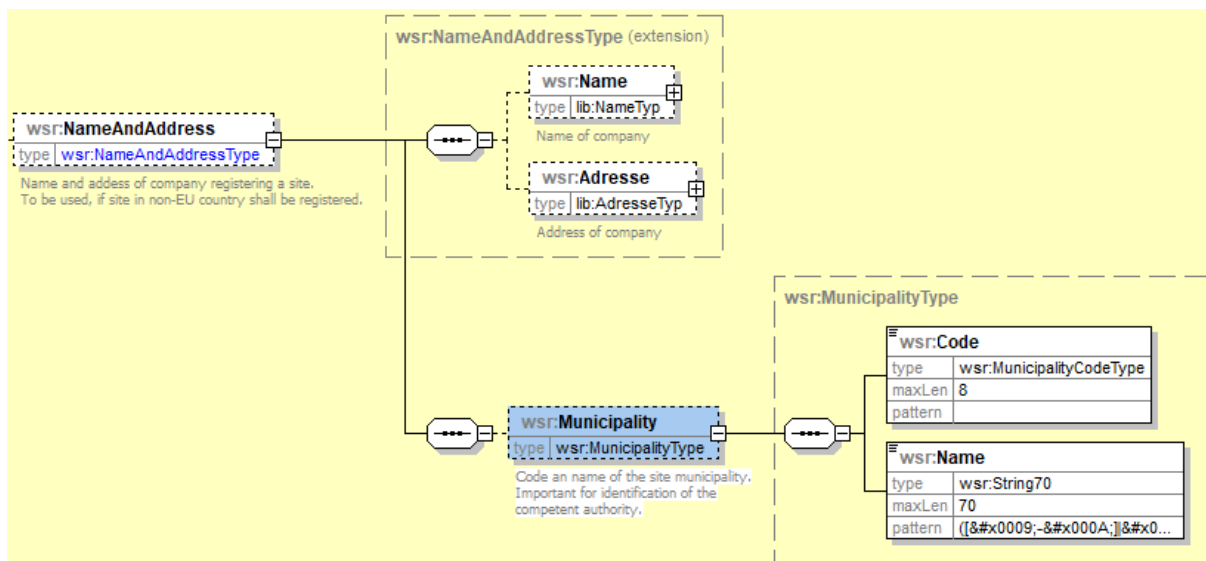 wsr:NameAndAddressType (extension)
wsr:Name
type lib:NameTyp
Name of company
wsr:NameAndAddress
type wsr:NameAndAddressType
Name and addess of company registering a site.
To be used, if site in non-EU country shall be registered.
wsr:Adresse
type lib:AdresseTyp
Address of company
wsr:MunicipalityType
wsr:Code
type wsr:MunicipalityCodeType
maxLen 8
pattern
wsr:Municipality
type wsr:MunicipalityType
Code an name of the site municipality.
Important for identification of the
competent authority.
wsr:Name
type wsr:String70
maxLen 70
pattern ([&#x0009;-&#x000A;]|&#x0...